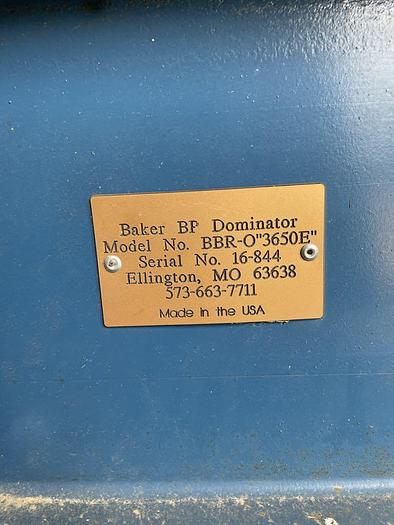 Baker BP Dominator
Model No. BBR-O"3650E"
Serial No. 16-844
Ellington, MO 63638
573-663-7711
Made in the USA